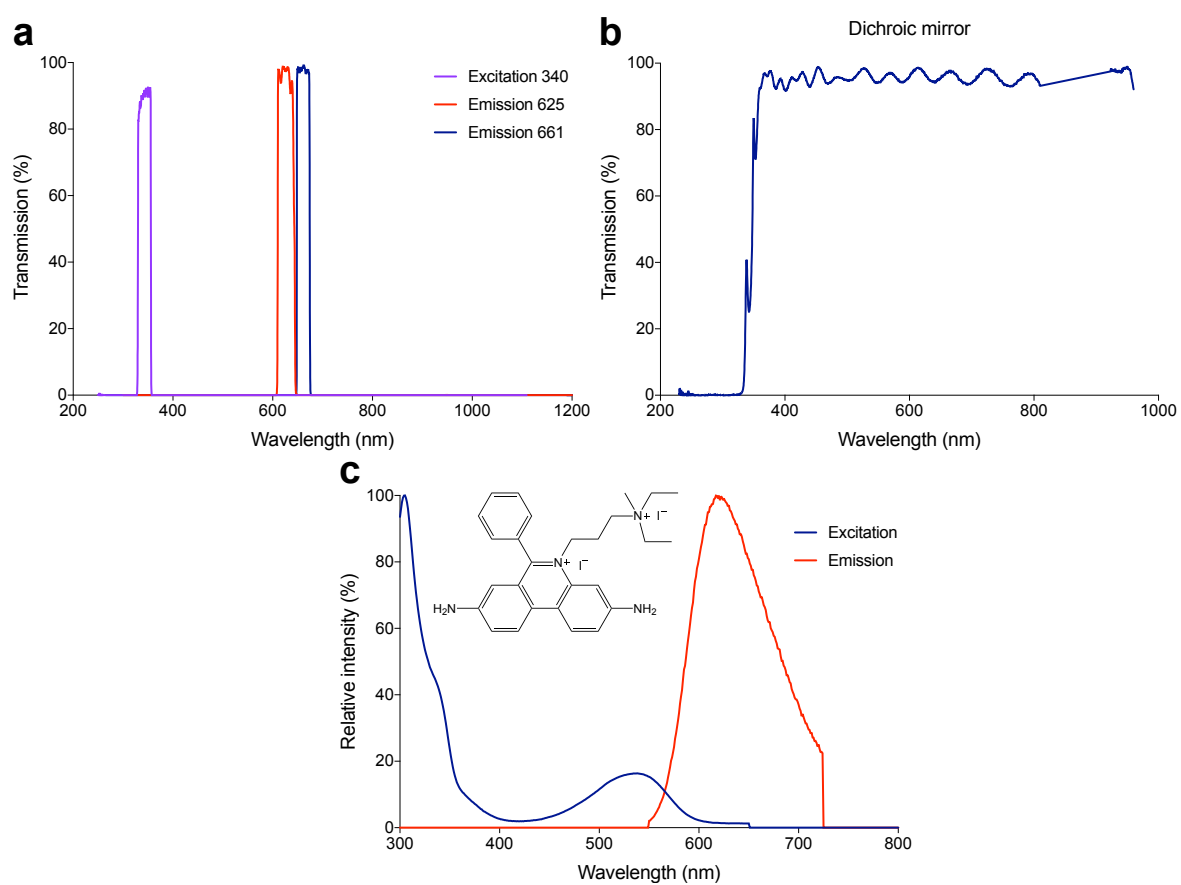 a
Transmission (%)
100
80
60
40
20
0
200
400
600
800
1000
1200
Wavelength (nm)
Excitation 340
Emission 625
Emission 661
b
Dichroic mirror
Transmission (%)
100
80
60
40
20
0
200
400
600
800
1000
Wavelength (nm)
c
Relative intensity (%)
100
80
60
40
20
0
300
400
500
600
700
800
Wavelength (nm)
N+ I−
N+ I−
H2N
NH2
Excitation
Emission